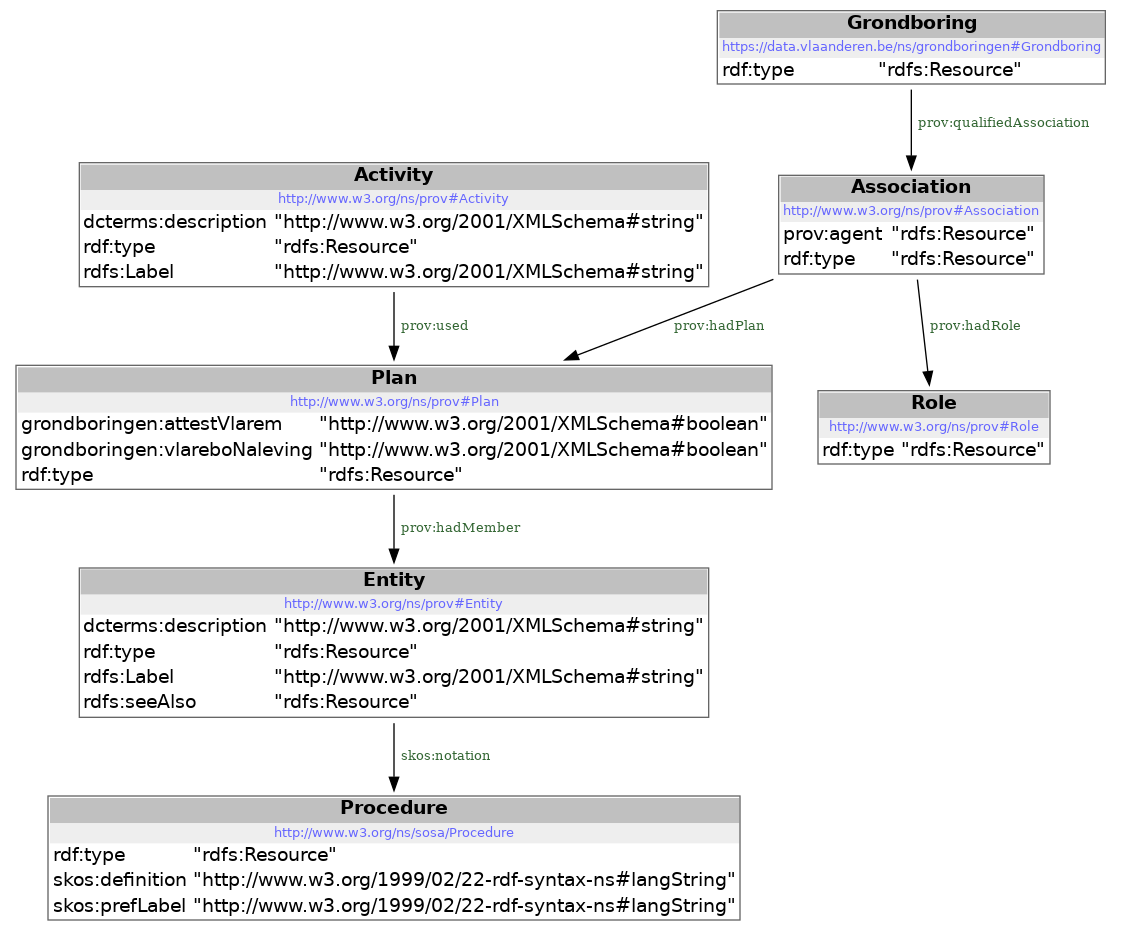 Grondboring
https://data.vlaanderen.be/ns/grondboringen#Grondboring
rdf:type "rdfs:Resource"
prov:qualifiedAssociation
Activity
http://www.w3.org/ns/prov#Activity
dcterms:description "http://www.w3.org/2001/XMLSchema#string"
rdf:type "rdfs:Resource"
rdfs:Label "http://www.w3.org/2001/XMLSchema#string"
Association
http://www.w3.org/ns/prov#Association
prov:agent "rdfs:Resource"
rdf:type "rdfs:Resource"
prov:used
prov:hadPlan
prov:hadRole
Plan
http://www.w3.org/ns/prov#Plan
grondboringen:attestVlarem "http://www.w3.org/2001/XMLSchema#boolean"
grondboringen:vlareboNaleving "http://www.w3.org/2001/XMLSchema#boolean"
rdf:type "rdfs:Resource"
Role
http://www.w3.org/ns/prov#Role
rdf:type "rdfs:Resource"
prov:hadMember
Entity
http://www.w3.org/ns/prov#Entity
dcterms:description "http://www.w3.org/2001/XMLSchema#string"
rdf:type "rdfs:Resource"
rdfs:Label "http://www.w3.org/2001/XMLSchema#string"
rdfs:seeAlso "rdfs:Resource"
skos:notation
Procedure
http://www.w3.org/ns/sosa/Procedure
rdf:type "rdfs:Resource"
skos:definition "http://www.w3.org/1999/02/22-rdf-syntax-ns#langString"
skos:prefLabel "http://www.w3.org/1999/02/22-rdf-syntax-ns#langString"